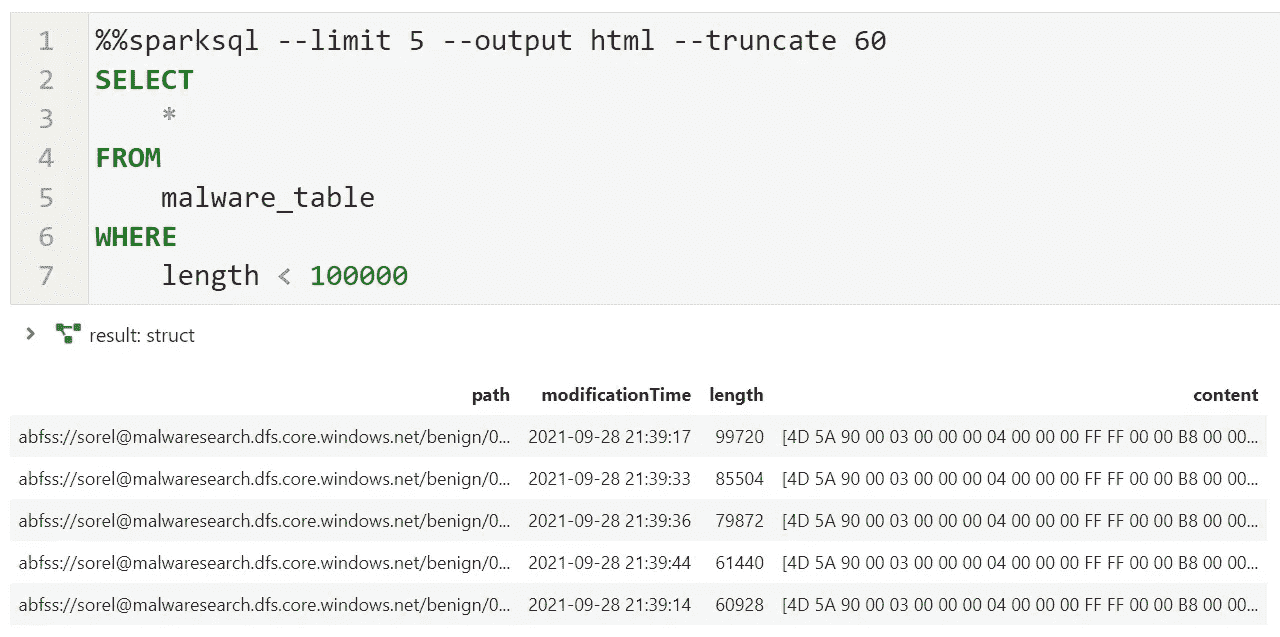 1 %%sparksql --limit 5 --output html --truncate 60
2 SELECT
3 *
4 FROM
5 malware_table
6 WHERE
7 length < 100000
result: struct
path modificationTime length content
abfss://sorel@malwaresearch.dfs.core.windows.net/benign/0... 2021-09-28 21:39:17 99720 [4D 5A 90 00 03 00 00 00 04 00 00 00 FF FF 00 00 B8 00 00...
abfss://sorel@malwaresearch.dfs.core.windows.net/benign/0... 2021-09-28 21:39:33 85504 [4D 5A 90 00 03 00 00 00 04 00 00 00 FF FF 00 00 B8 00 00...
abfss://sorel@malwaresearch.dfs.core.windows.net/benign/0... 2021-09-28 21:39:36 79872 [4D 5A 90 00 03 00 00 00 04 00 00 00 FF FF 00 00 B8 00 00...
abfss://sorel@malwaresearch.dfs.core.windows.net/benign/0... 2021-09-28 21:39:44 61440 [4D 5A 90 00 03 00 00 00 04 00 00 00 FF FF 00 00 B8 00 00...
abfss://sorel@malwaresearch.dfs.core.windows.net/benign/0... 2021-09-28 21:39:14 60928 [4D 5A 90 00 03 00 00 00 04 00 00 00 FF FF 00 00 B8 00 00...